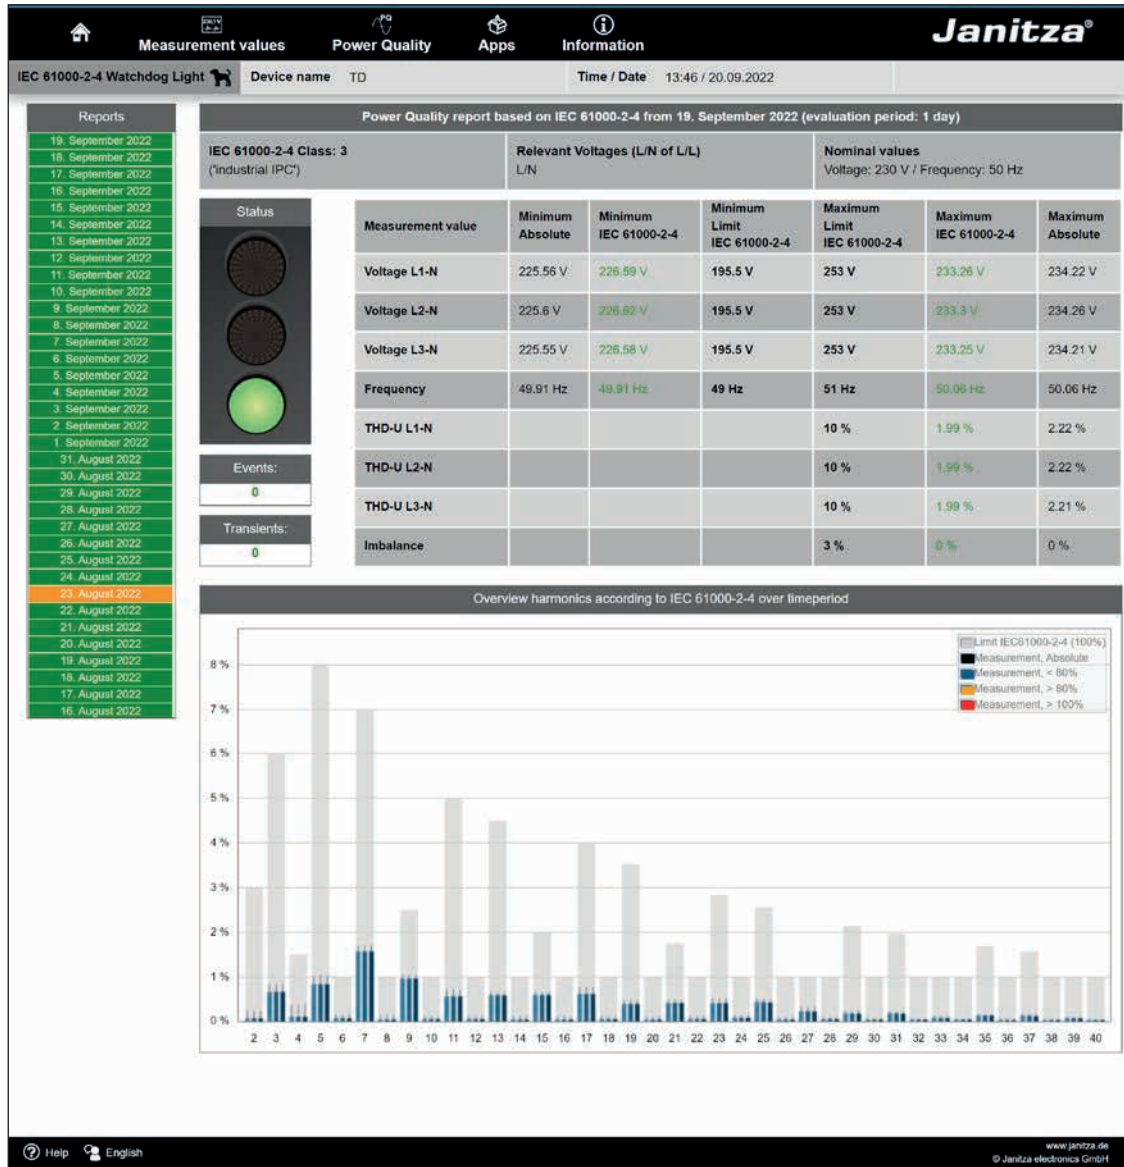 Measurement values
Power Quality
Apps
Information
Janitza®
IEC 61000-2-4 Watchdog Light
Device name TD
Time / Date 13:46 / 20.09.2022
Reports
19. September 2022
18. September 2022
17. September 2022
16. September 2022
15. September 2022
14. September 2022
13. September 2022
12. September 2022
11. September 2022
10. September 2022
9. September 2022
8. September 2022
7. September 2022
6. September 2022
5. September 2022
4. September 2022
3. September 2022
2. September 2022
1. September 2022
31. August 2022
30. August 2022
29. August 2022
28. August 2022
27. August 2022
26. August 2022
25. August 2022
24. August 2022
23. August 2022
22. August 2022
21. August 2022
20. August 2022
19. August 2022
18. August 2022
17. August 2022
16. August 2022
Power Quality report based on IEC 61000-2-4 from 19. September 2022 (evaluation period: 1 day)
IEC 61000-2-4 Class: 3
('industrial IPC')
Relevant Voltages (L/N of L/L)
L/N
Nominal values
Voltage: 230 V / Frequency: 50 Hz
Status
Events:
0
Transients:
0
Measurement value Minimum Absolute Minimum IEC 61000-2-4 Minimum Limit IEC 61000-2-4 Maximum Limit IEC 61000-2-4 Maximum IEC 61000-2-4 Maximum Absolute
Voltage L1-N 225.56 V 226.59 V 195.5 V 253 V 233.26 V 234.22 V
Voltage L2-N 225.6 V 226.62 V 195.5 V 253 V 233.3 V 234.26 V
Voltage L3-N 225.55 V 226.58 V 195.5 V 253 V 233.25 V 234.21 V
Frequency 49.91 Hz 49.91 Hz 49 Hz 51 Hz 50.06 Hz 50.06 Hz
THD-U L1-N 10 % 1.99 % 2.22 %
THD-U L2-N 10 % 1.99 % 2.22 %
THD-U L3-N 10 % 1.99 % 2.21 %
Imbalance 3 % 0 % 0 %
Overview harmonics according to IEC 61000-2-4 over timeperiod
Limit IEC61000-2-4 (100%)
Measurement, Absolute
Measurement, < 80%
Measurement, > 80%
Measurement, > 100%
8 %
7 %
6 %
5 %
4 %
3 %
2 %
1 %
0 %
2 3 4 5 6 7 8 9 10 11 12 13 14 15 16 17 18 19 20 21 22 23 24 25 26 27 28 29 30 31 32 33 34 35 36 37 38 39 40
Help English
www.janitza.de
© Janitza electronics GmbH